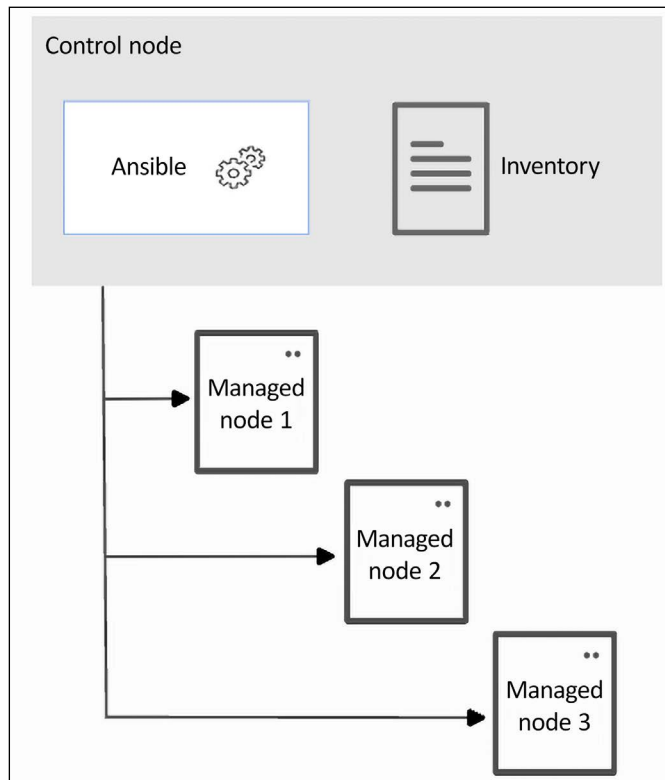 Control node
Ansible
Inventory
Managed
node 1
Managed
node 2
Managed
node 3